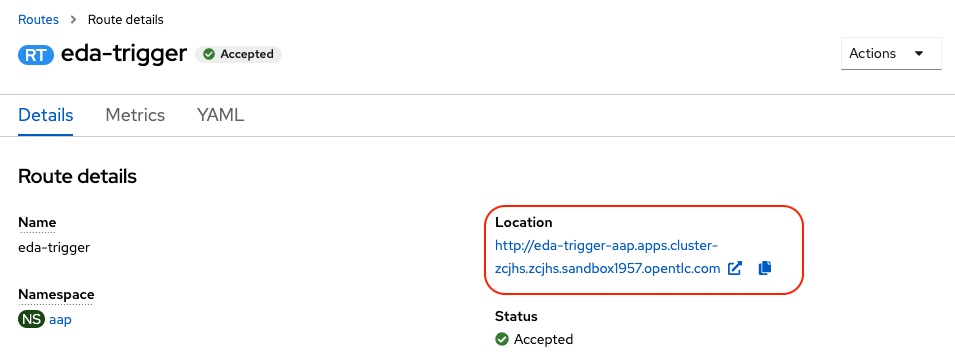 Routes > Route details
RT eda-trigger Accepted
Actions
Details Metrics YAML
Route details
Name
eda-trigger
Location
http://eda-trigger-aap.apps.cluster-
zcjhs.zcjhs.sandbox1957.opentlc.com
Namespace
NS aap
Status
Accepted